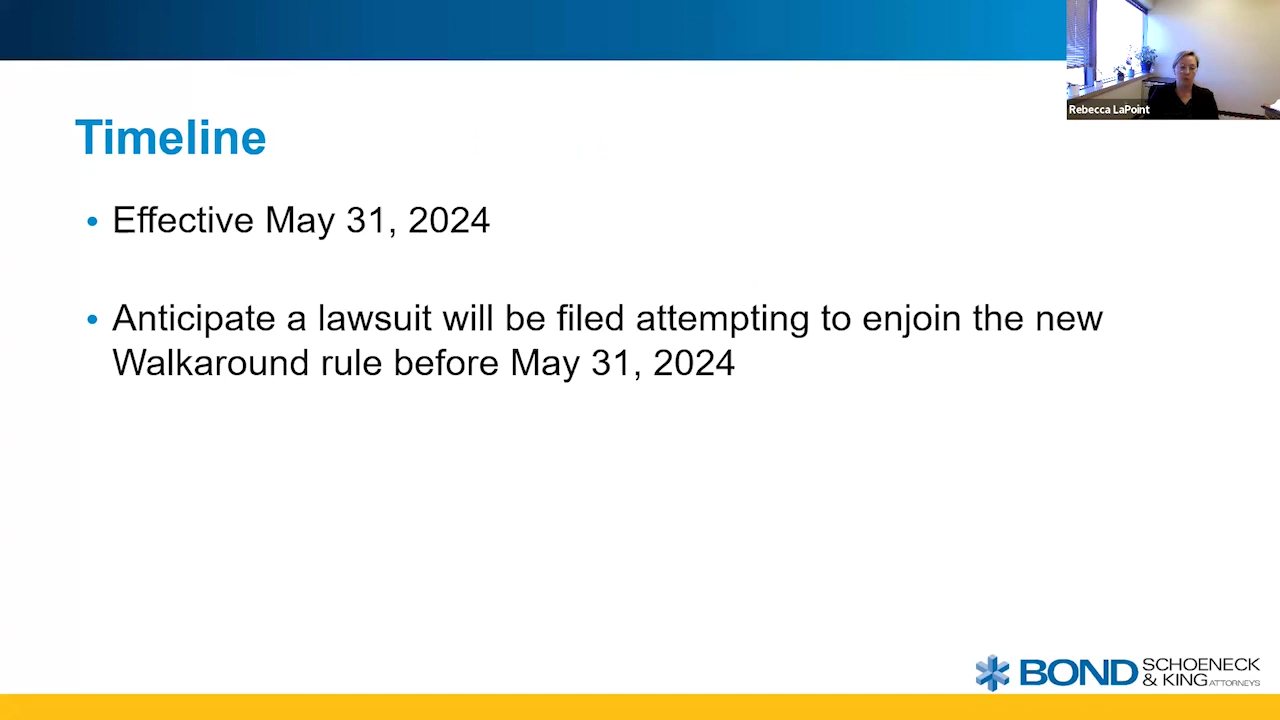 Rebecca LaPoint
Timeline
• Effective May 31, 2024
• Anticipate a lawsuit will be filed attempting to enjoin the new
Walkaround rule before May 31, 2024
BOND SCHOENECK
& KING ATTORNEYS